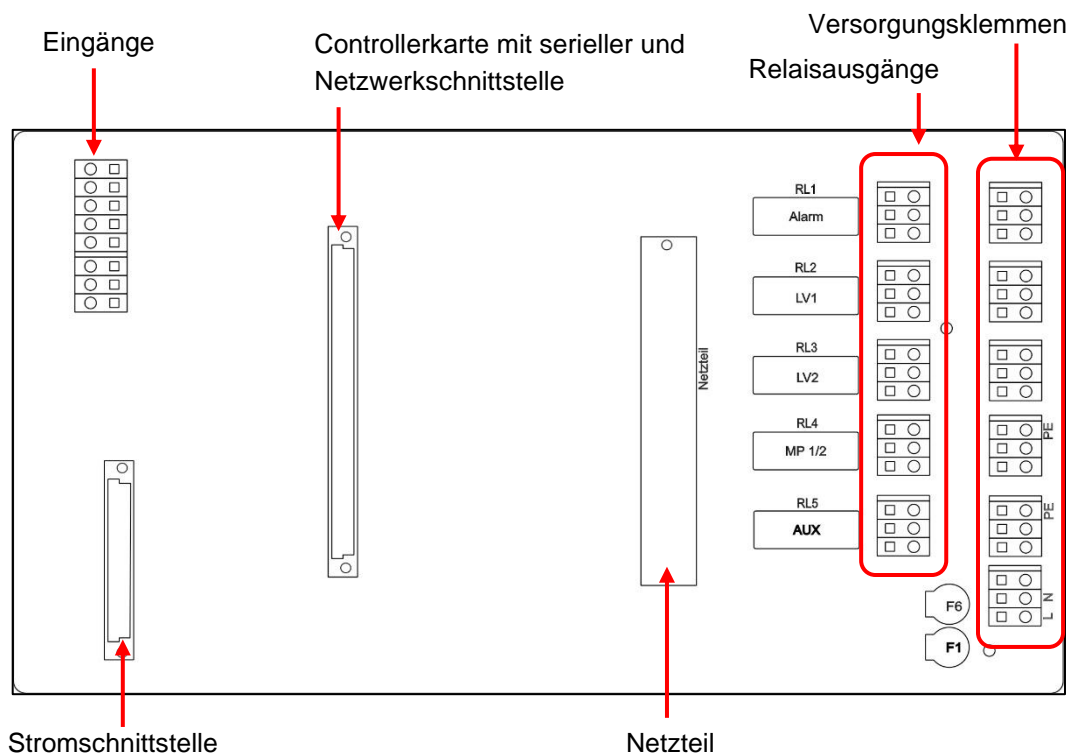 Versorgungsklemmen
Eingänge
Controllerkarte mit serieller und
Netzwerkschnittstelle
Relaisausgänge
RL1
Alarm
RL2
LV1
RL3
LV2
RL4
MP 1/2
RL5
AUX
Netzteil
PE
PE
L N
F6
F1
Stromschnittstelle
Netzteil